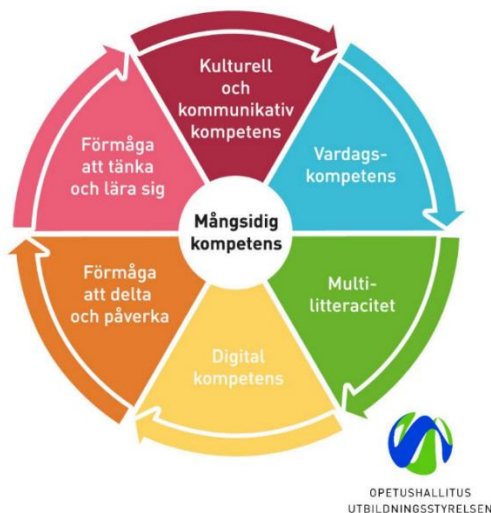 Kulturell
och
kommunikativ
kompetens
Vardags-
kompetens
Multi-
litteracitet
Digital
kompetens
Förmåga
att delta
och påverka
Förmåga
att tänka
och lära sig
Mångsidig
kompetens
OPETUSHALLITUS
UTBILDNINGSSTYRELSEN